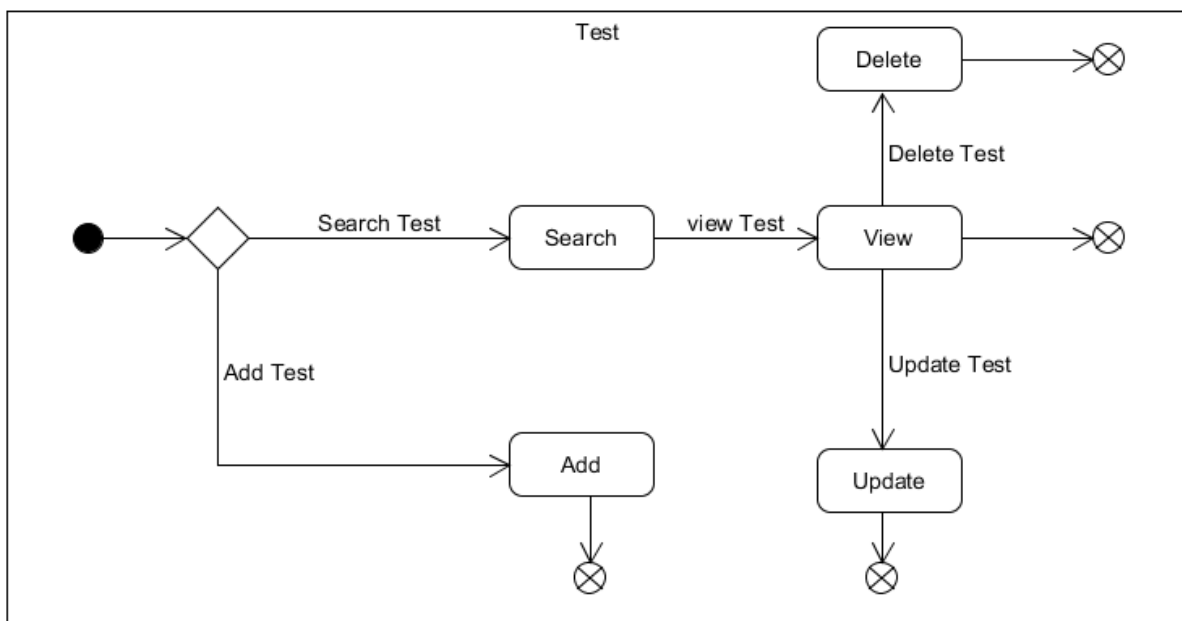 Test
Delete
Delete Test
Search Test
Search
view Test
View
Add Test
Update Test
Add
Update